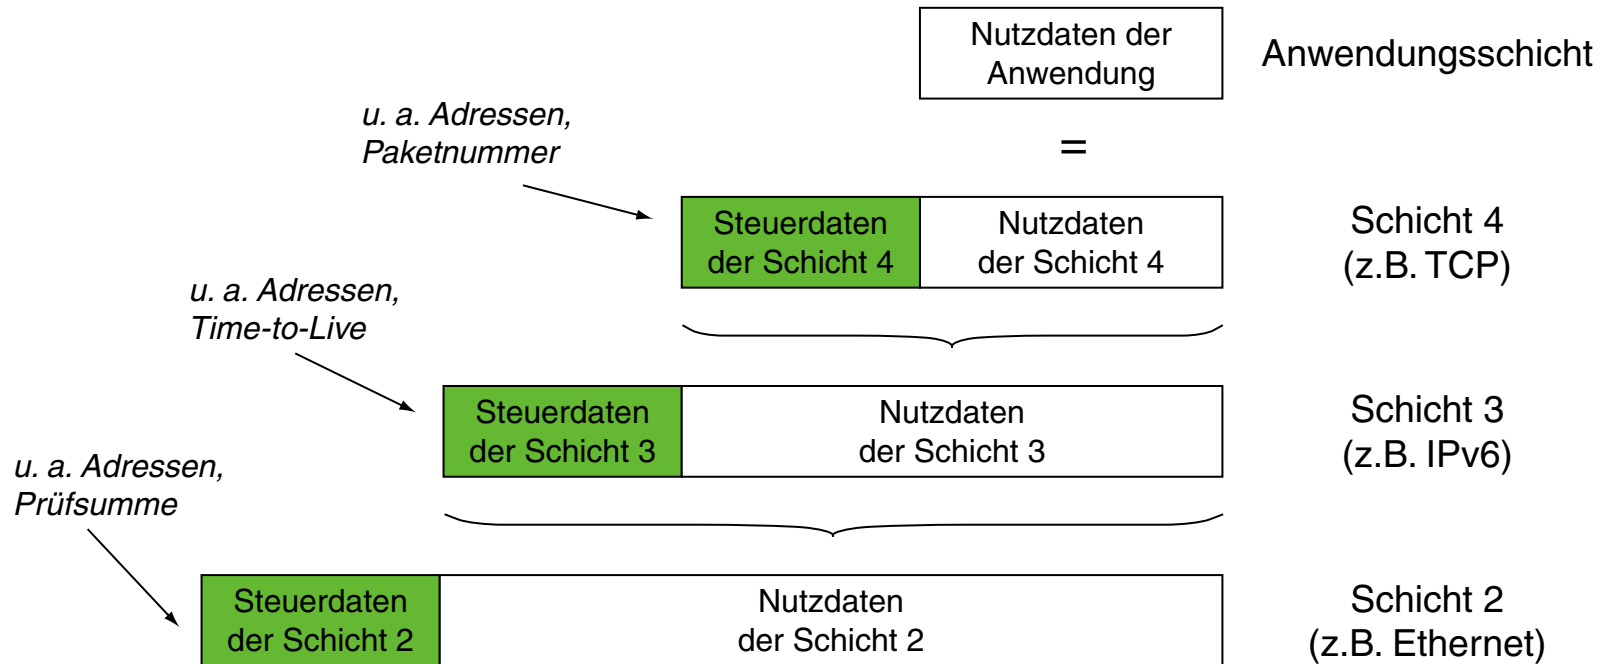 Nutzdaten der
Anwendung
Anwendungsschicht
u. a. Adressen,
Paketnummer
=
Steuerdaten
der Schicht 4
Nutzdaten
der Schicht 4
Schicht 4
(z.B. TCP)
u. a. Adressen,
Time-to-Live
Steuerdaten
der Schicht 3
Nutzdaten
der Schicht 3
Schicht 3
(z.B. IPv6)
u. a. Adressen,
Prüfsumme
Steuerdaten
der Schicht 2
Nutzdaten
der Schicht 2
Schicht 2
(z.B. Ethernet)